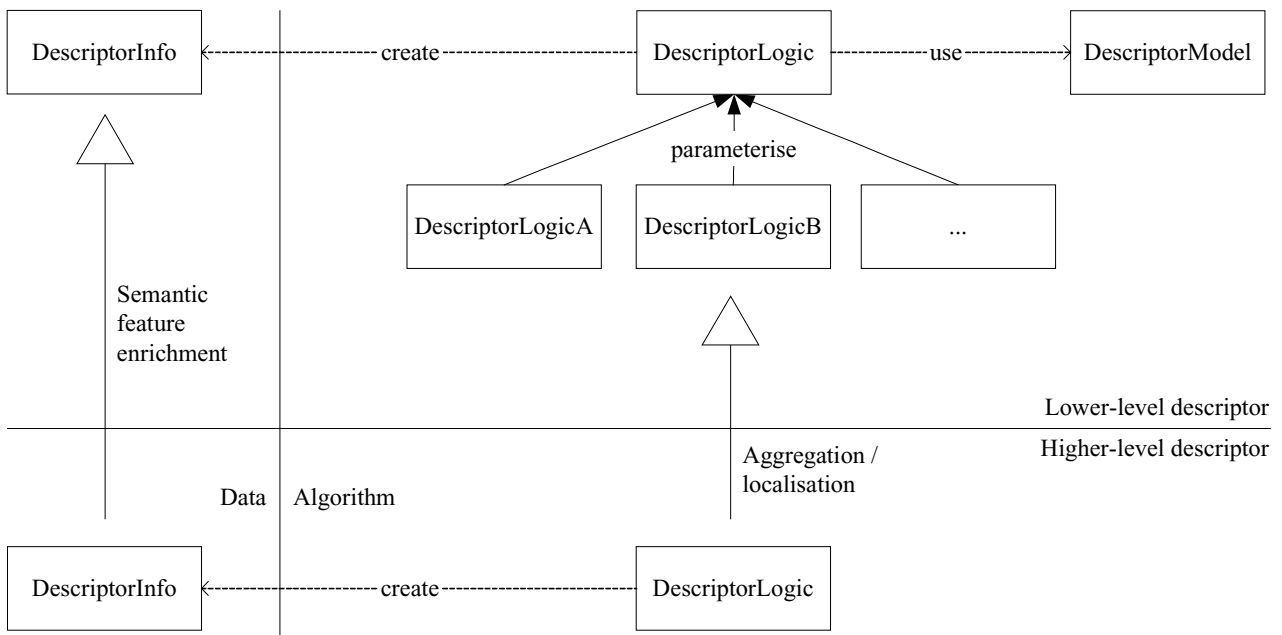 DescriptorInfo
create
DescriptorLogic
use
DescriptorModel
parameterise
DescriptorLogicA
DescriptorLogicB
...
Semantic
feature
enrichment
Lower-level descriptor
Higher-level descriptor
Aggregation /
localisation
Data
Algorithm
DescriptorInfo
create
DescriptorLogic